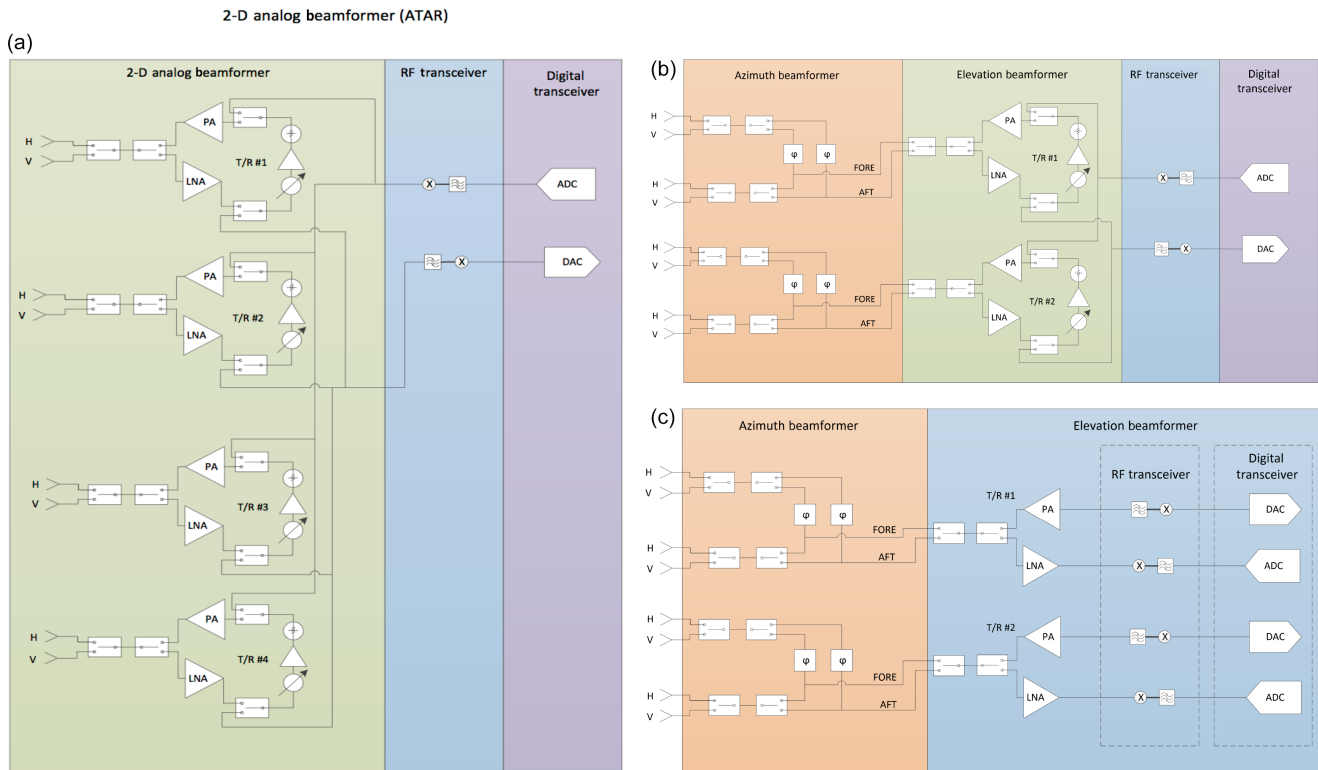 2-D analog beamformer (ATAR)
(a)
2-D analog beamformer
RF transceiver
Digital
transceiver
H
V
PA
LNA
T/R #1
X
ADC
H
V
PA
LNA
T/R #2
X
DAC
H
V
PA
LNA
T/R #3
H
V
PA
LNA
T/R #4
(b)
Azimuth beamformer
Elevation beamformer
RF transceiver
Digital
transceiver
H
V
φ
φ
H
V
FORE
AFT
PA
LNA
T/R #1
X
ADC
H
V
φ
φ
H
V
FORE
AFT
PA
LNA
T/R #2
X
DAC
(c)
Azimuth beamformer
Elevation beamformer
RF transceiver
Digital
transceiver
H
V
φ
φ
H
V
FORE
AFT
T/R #1
PA
X
DAC
LNA
X
ADC
H
V
φ
φ
H
V
FORE
AFT
T/R #2
PA
X
DAC
LNA
X
ADC